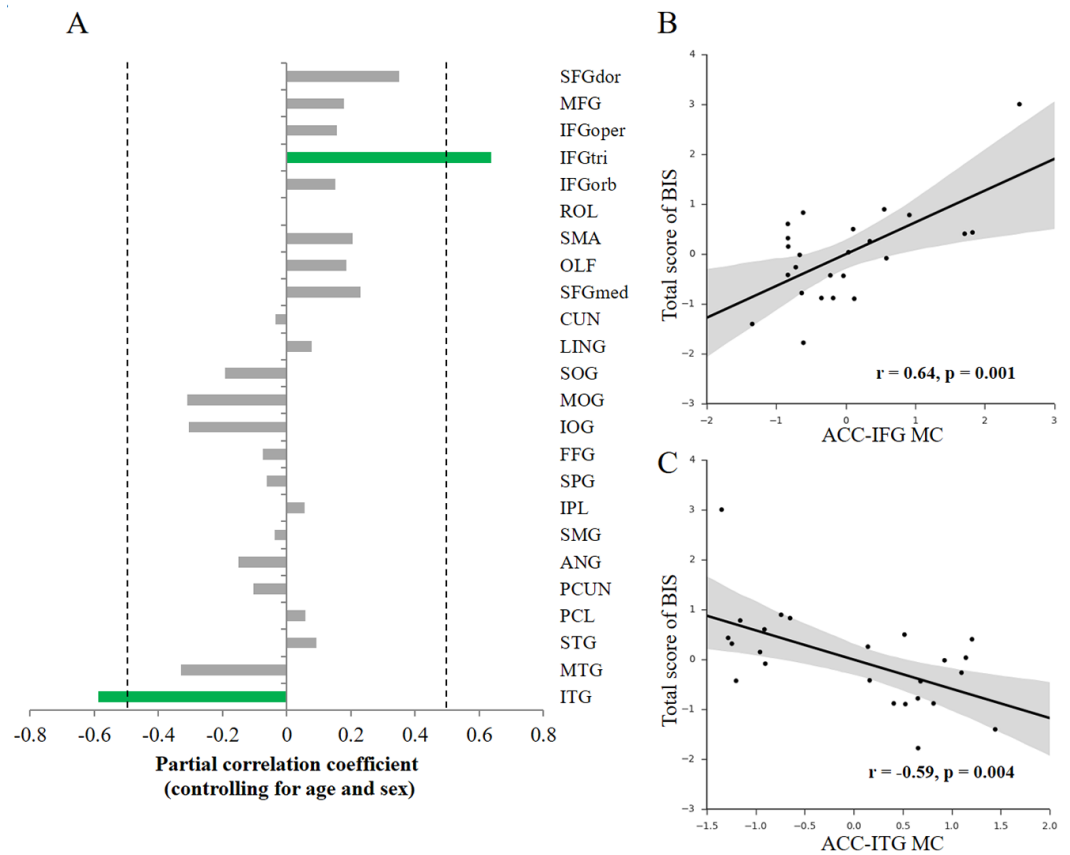 A
SFGdor
MFG
IFGoper
IFGtri
IFGorb
ROL
SMA
OLF
SFGmed
CUN
LING
SOG
MOG
IOG
FFG
SPG
IPL
SMG
ANG
PCUN
PCL
STG
MTG
ITG
-0.8 -0.6 -0.4 -0.2 0 0.2 0.4 0.6 0.8
Partial correlation coefficient
(controlling for age and sex)
B
4
3
2
1
0
−1
−2
−3
Total score of BIS
r = 0.64, p = 0.001
−2 −1 0 1 2 3
ACC-IFG MC
C
4
3
2
1
0
−1
−2
−3
Total score of BIS
r = -0.59, p = 0.004
−1.5 −1.0 −0.5 0.0 0.5 1.0 1.5 2.0
ACC-ITG MC